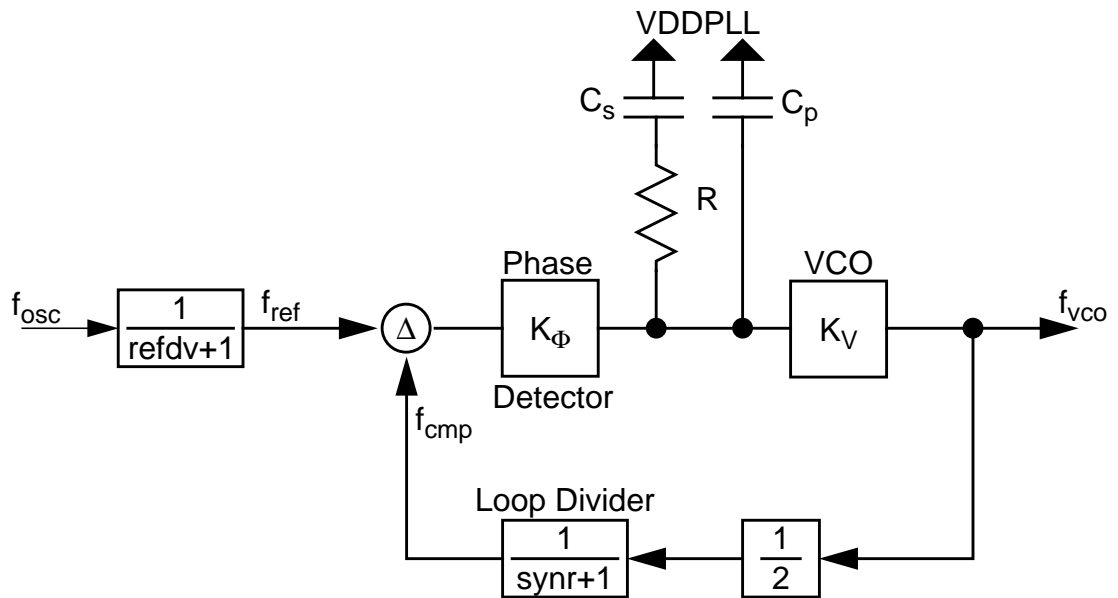 VDDPLL
Cs
Cp
R
Phase
VCO
fosc
1
refdv+1
fref
Δ
KΦ
KV
fvco
Detector
fcmp
Loop Divider
1
synr+1
1
2